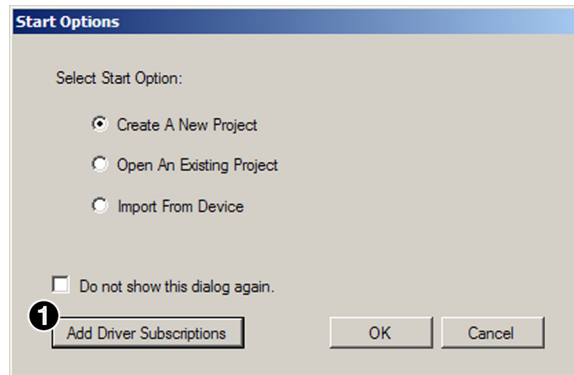 Start Options
Select Start Option:
Create A New Project
Open An Existing Project
Import From Device
Do not show this dialog again.
1
Add Driver Subscriptions OK Cancel